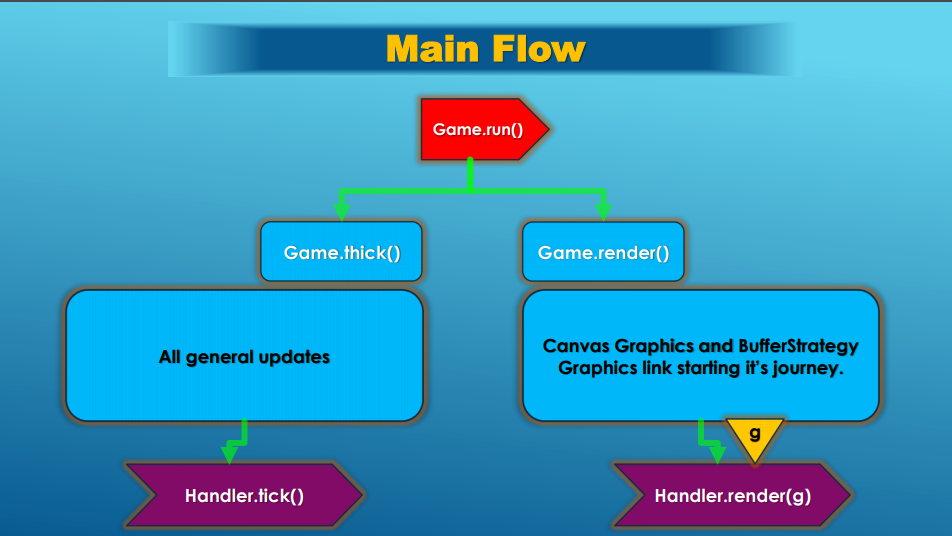 Main Flow
Game.run()
Game.thick()
Game.render()
All general updates
Canvas Graphics and BufferStrategy
Graphics link starting it's journey.
g
Handler.tick()
Handler.render(g)